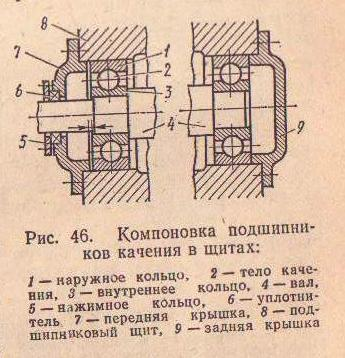 8
7
6
5
1
2
3
4
9
Рис. 46. Компоновка подшипни-
ков качения в щитах:
1 — наружное кольцо, 2 — тело каче-
ния, 3 — внутреннее кольцо, 4 — вал,
5 — нажимное кольцо, 6 — уплотни-
тель, 7 — передняя крышка, 8 — под-
шипниковый щит, 9 — задняя крышка